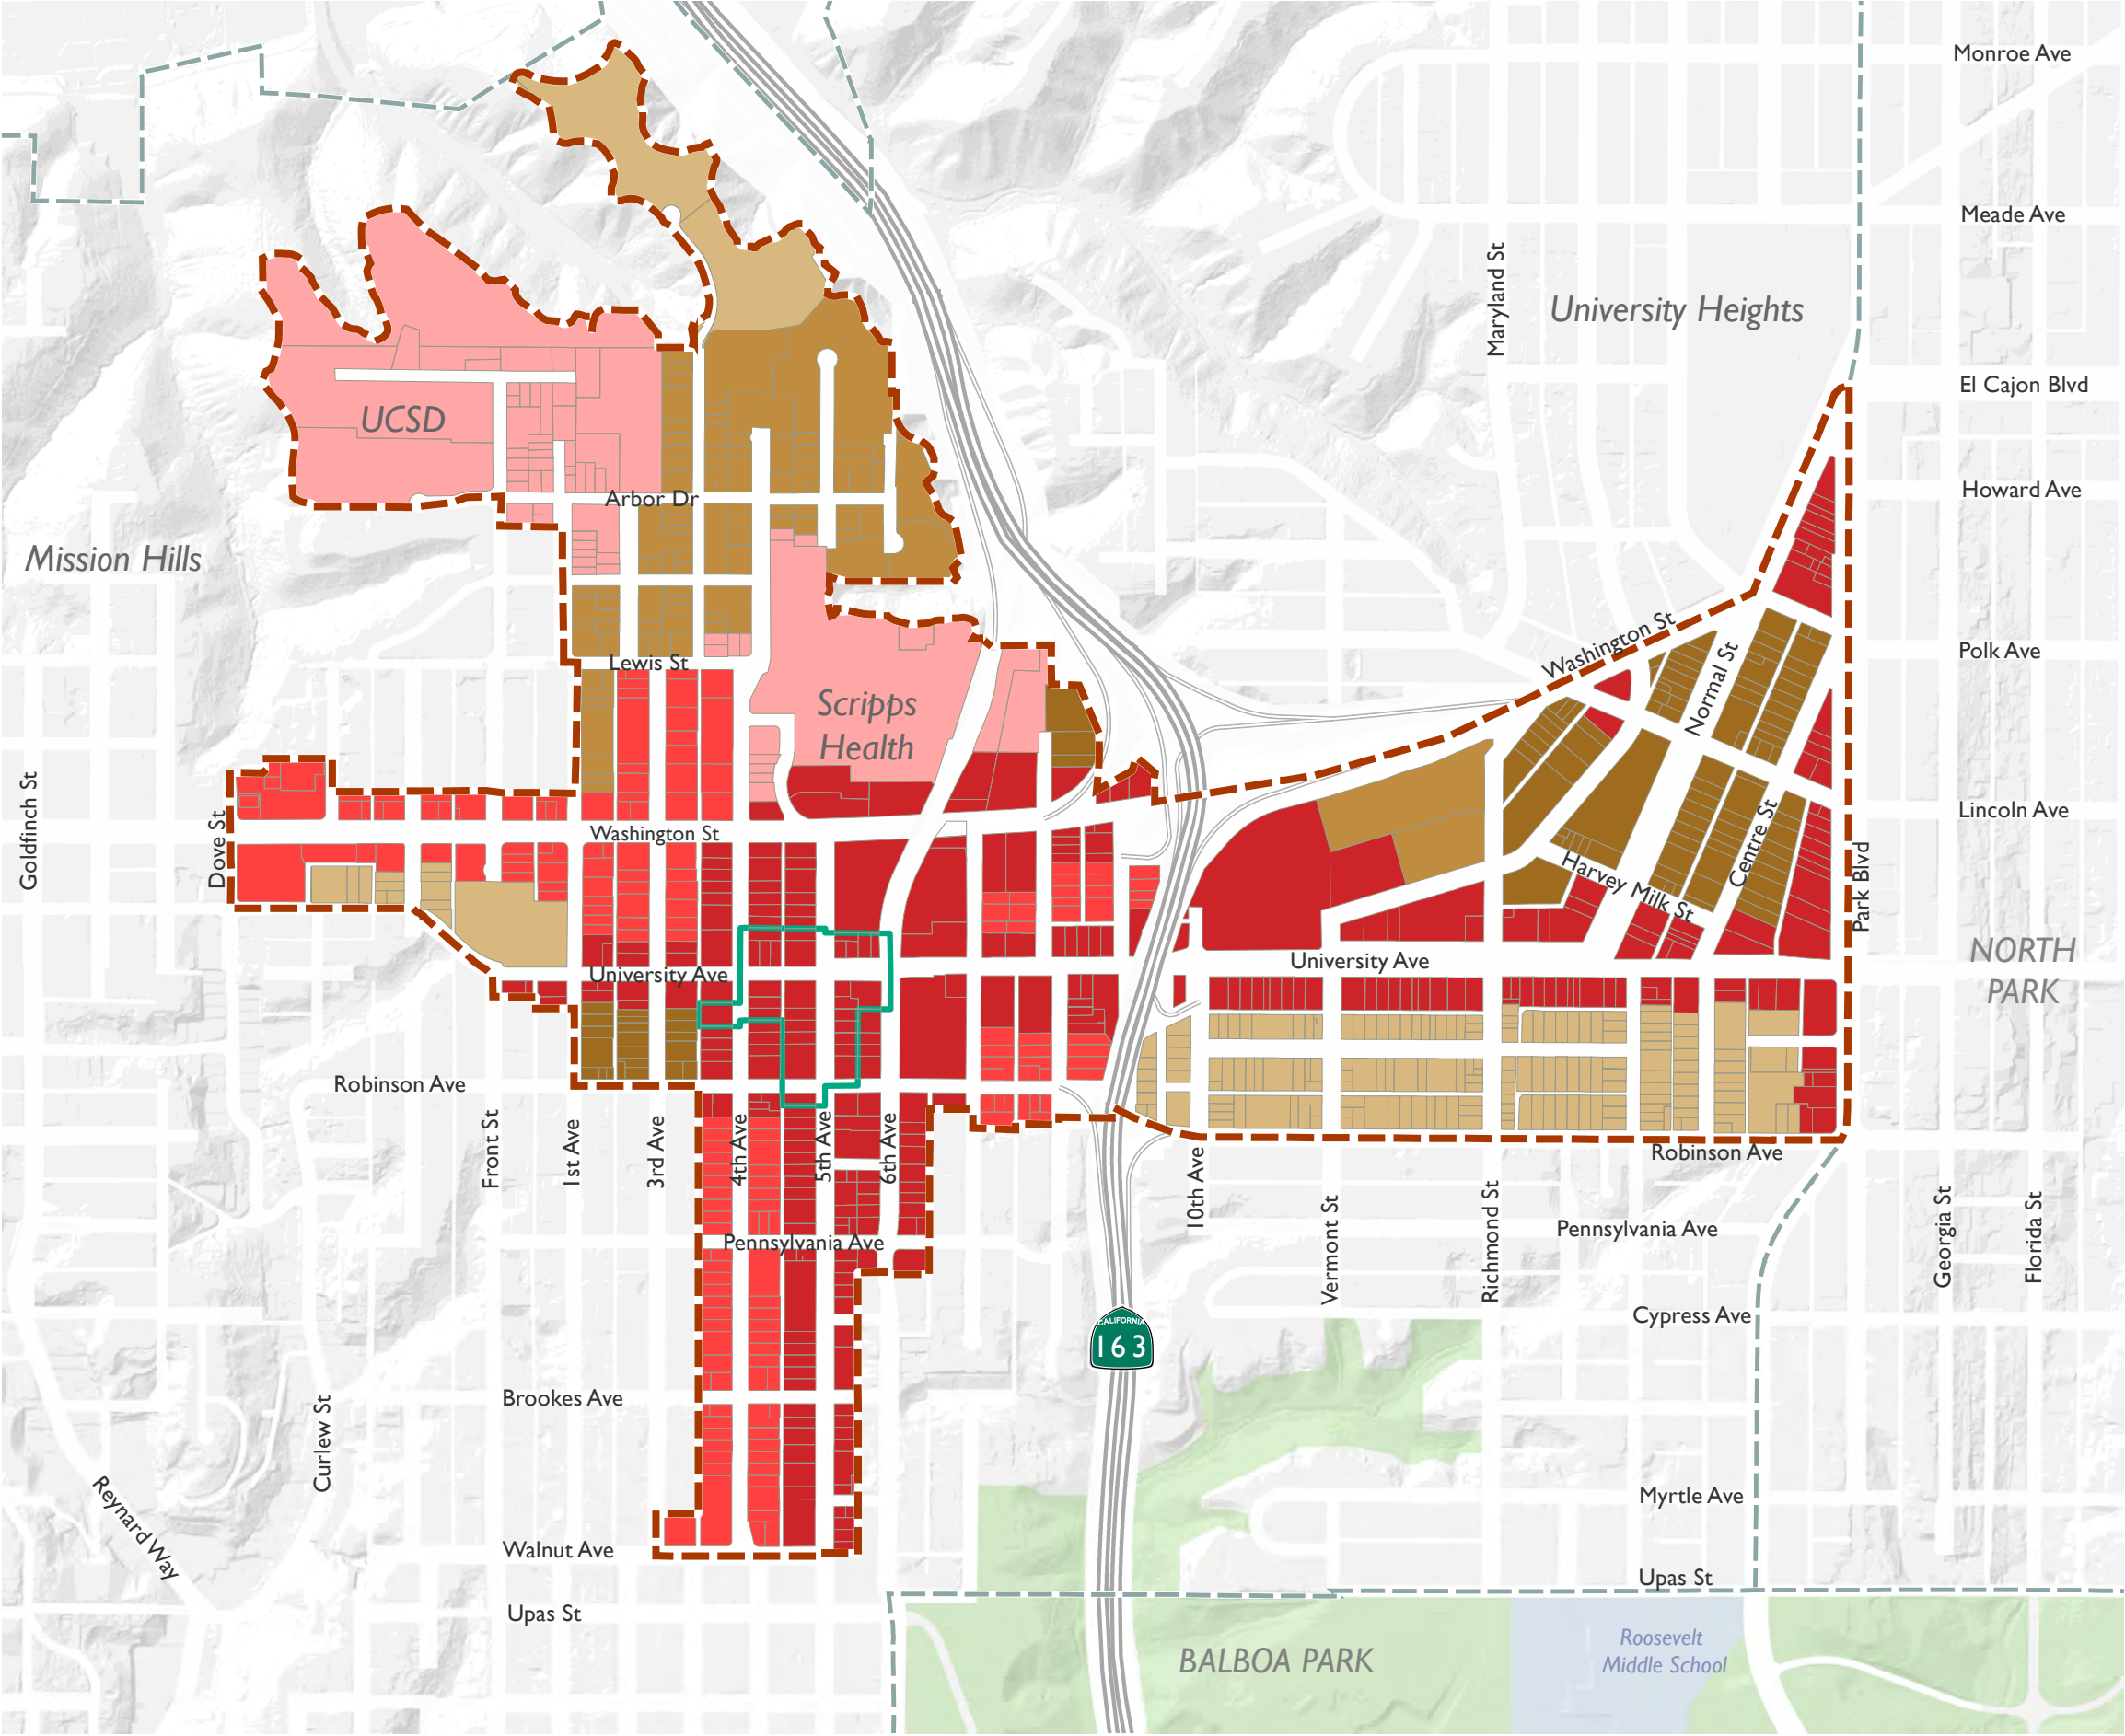 Monroe Ave
Meade Ave
Maryland St
University Heights
El Cajon Blvd
UCSD
Howard Ave
Arbor Dr
Mission Hills
Washington St
Polk Ave
Lewis St
Normal St
Scripps
Health
Goldfinch St
Dove St
Washington St
Lincoln Ave
Centre St
Harvey Milk St
Park Blvd
University Ave
University Ave
NORTH
PARK
Robinson Ave
Front St
1st Ave
3rd Ave
4th Ave
5th Ave
6th Ave
10th Ave
Robinson Ave
Vermont St
Richmond St
Pennsylvania Ave
Georgia St
Florida St
Pennsylvania Ave
Cypress Ave
CALIFORNIA
163
Brookes Ave
Curlew St
Reynard Way
Myrtle Ave
Walnut Ave
Upas St
Upas St
BALBOA PARK
Roosevelt
Middle School